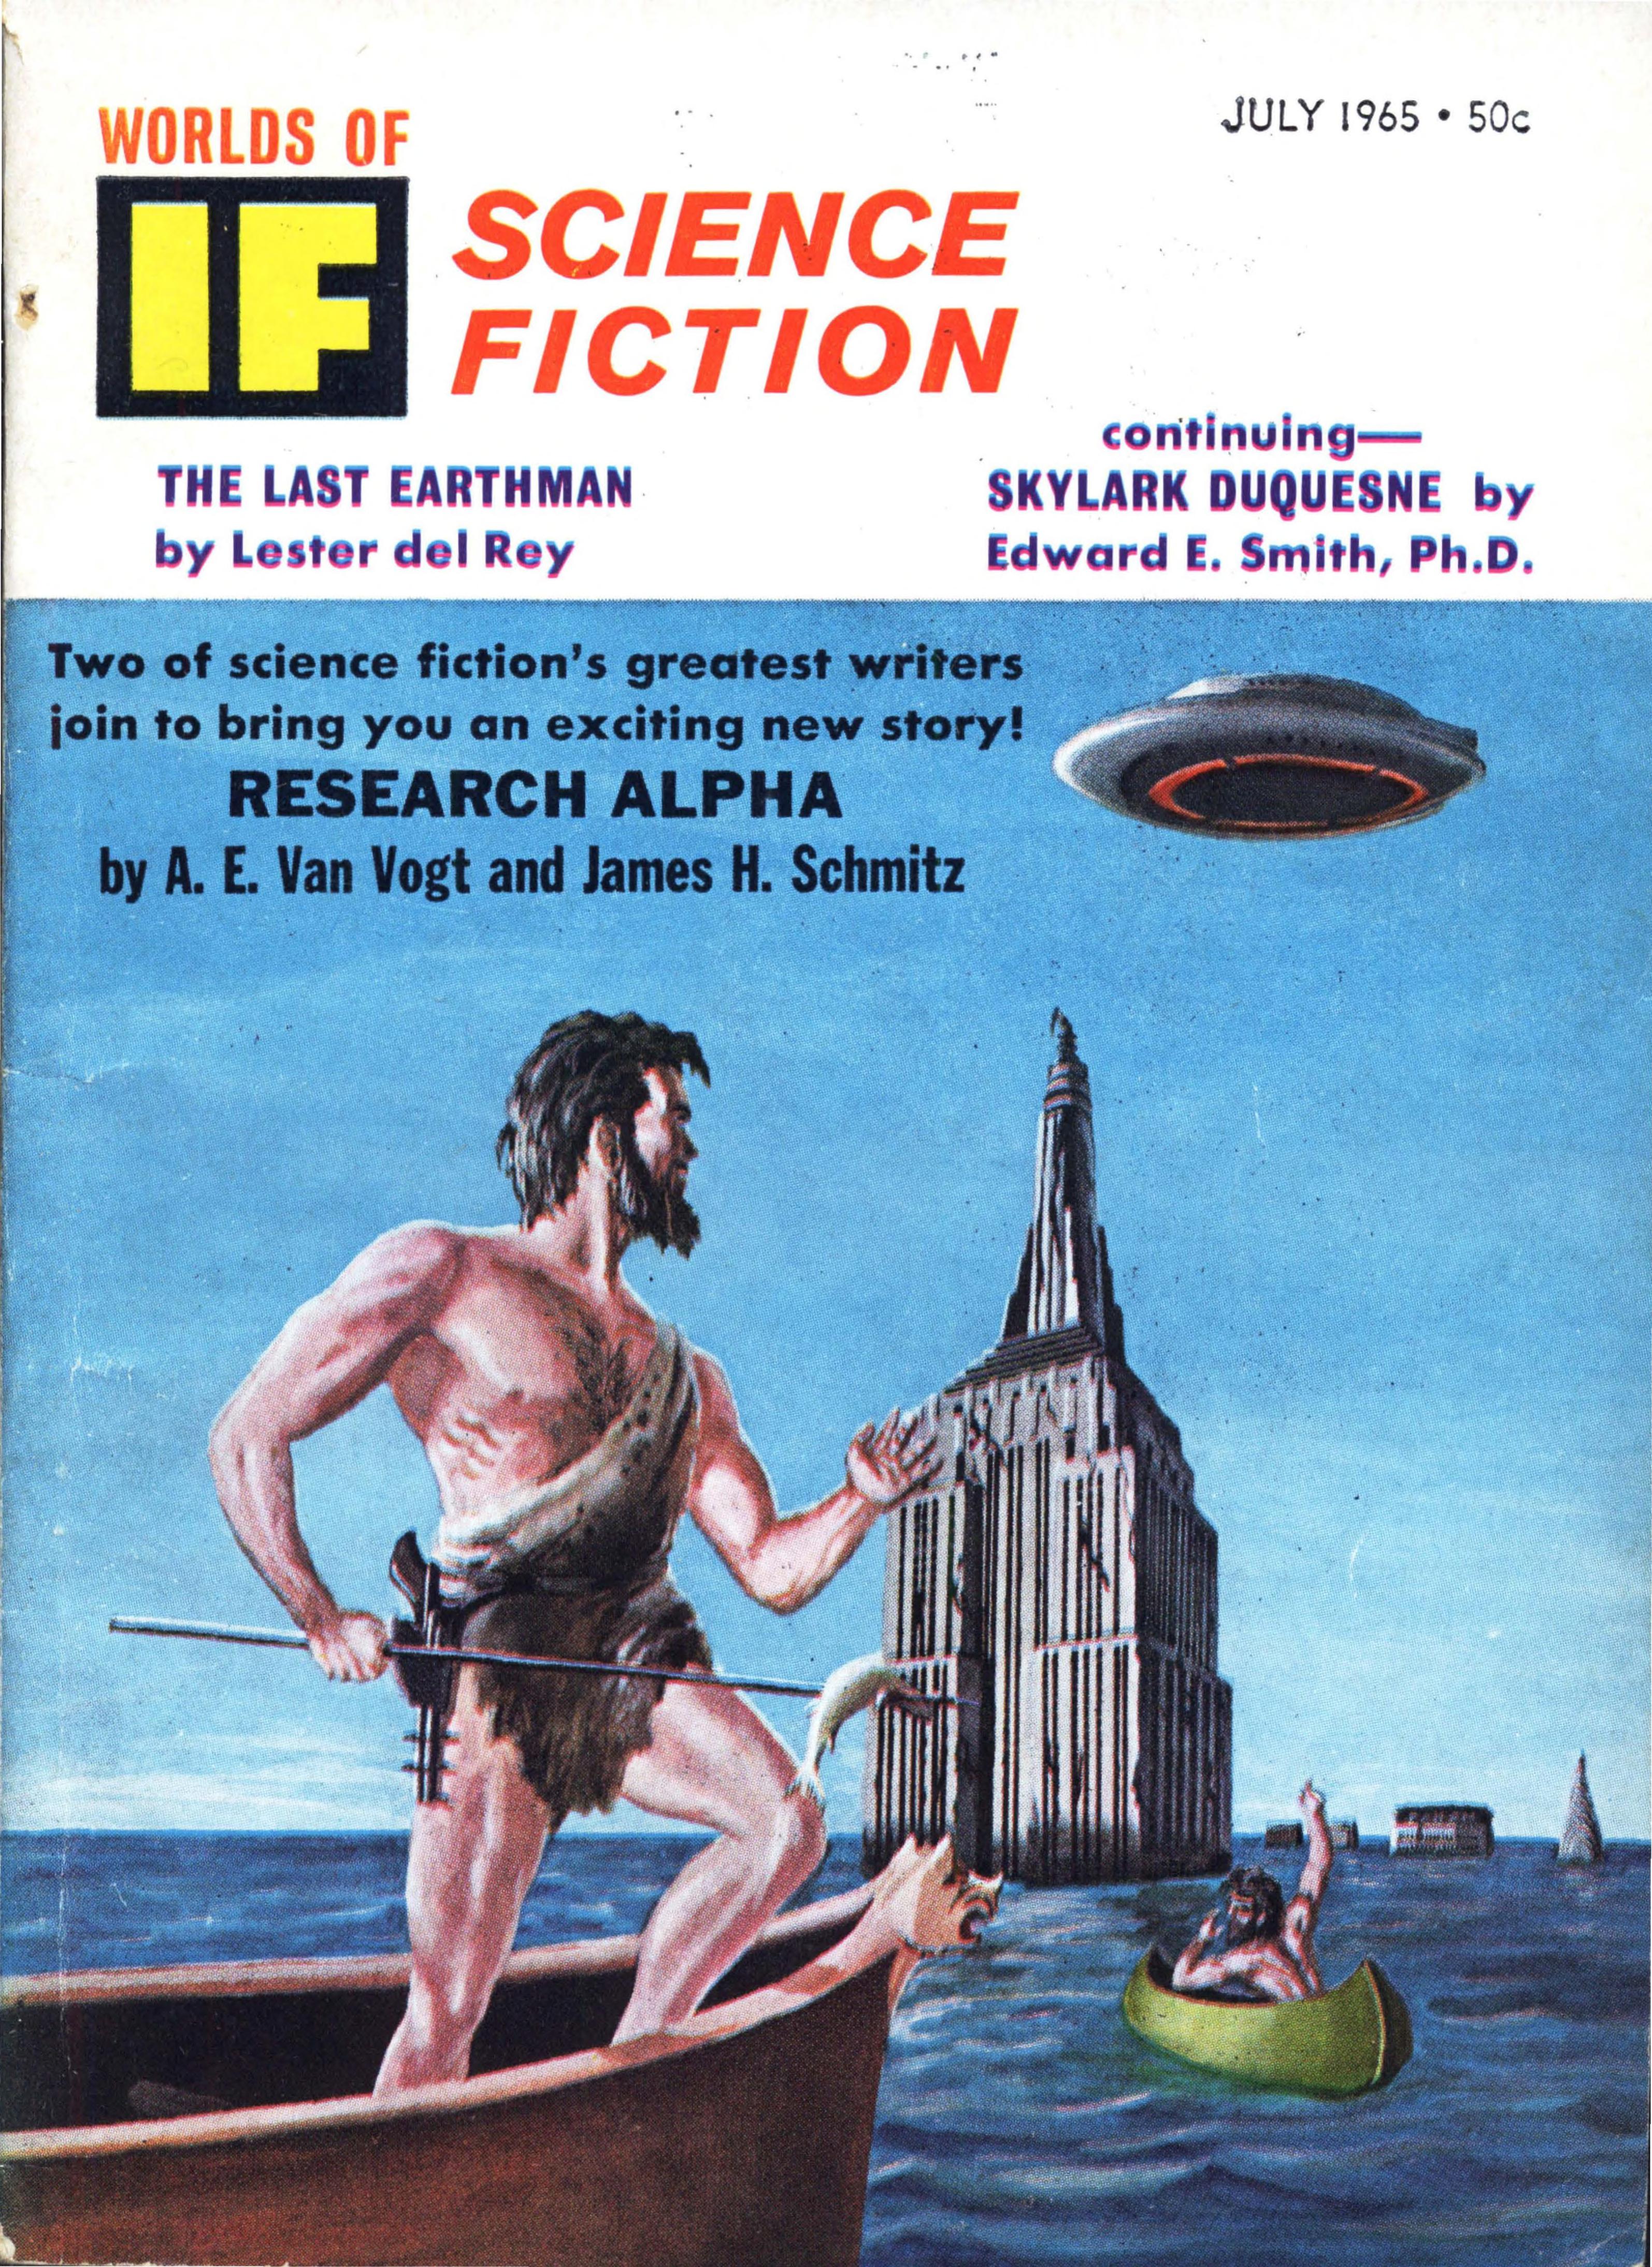 JULY 1965 • 50c
WORLDS OF
IF
SCIENCE
FICTION
THE LAST EARTHMAN
by Lester del Rey
continuing—
SKYLARK DUQUESNE by
Edward E. Smith, Ph.D.
Two of science fiction's greatest writers
join to bring you an exciting new story!
RESEARCH ALPHA
by A. E. Van Vogt and James H. Schmitz